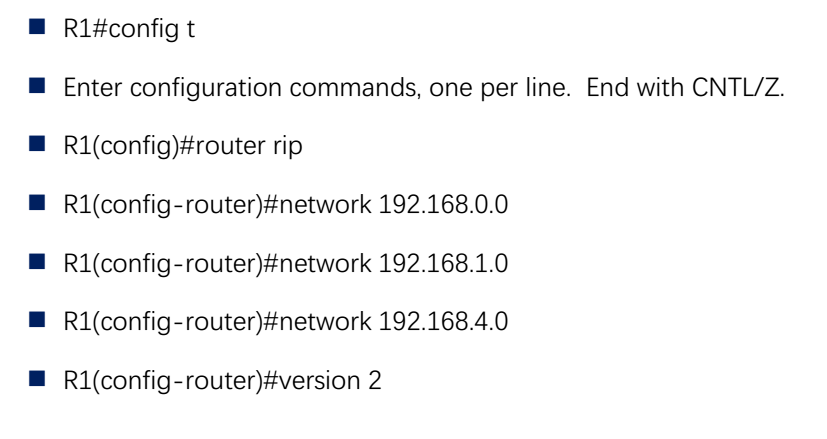 R1#config t
Enter configuration commands, one per line.  End with CNTL/Z.
R1(config)#router rip
R1(config-router)#network 192.168.0.0
R1(config-router)#network 192.168.1.0
R1(config-router)#network 192.168.4.0
R1(config-router)#version 2